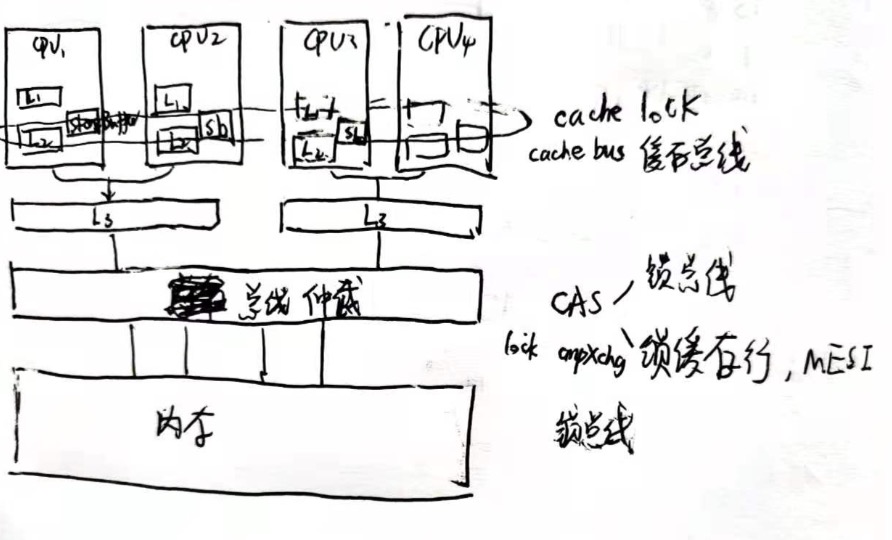 CPU1 CPU2 CPU3 CPU4
L1 L1 L1
L2 store buffer L2 sb L2 sb
cache lock
cache bus 缓存总线
L3 L3
总线仲裁
CAS 锁总线
lock cmpxchg 锁缓存行, MESI
内存
锁总线